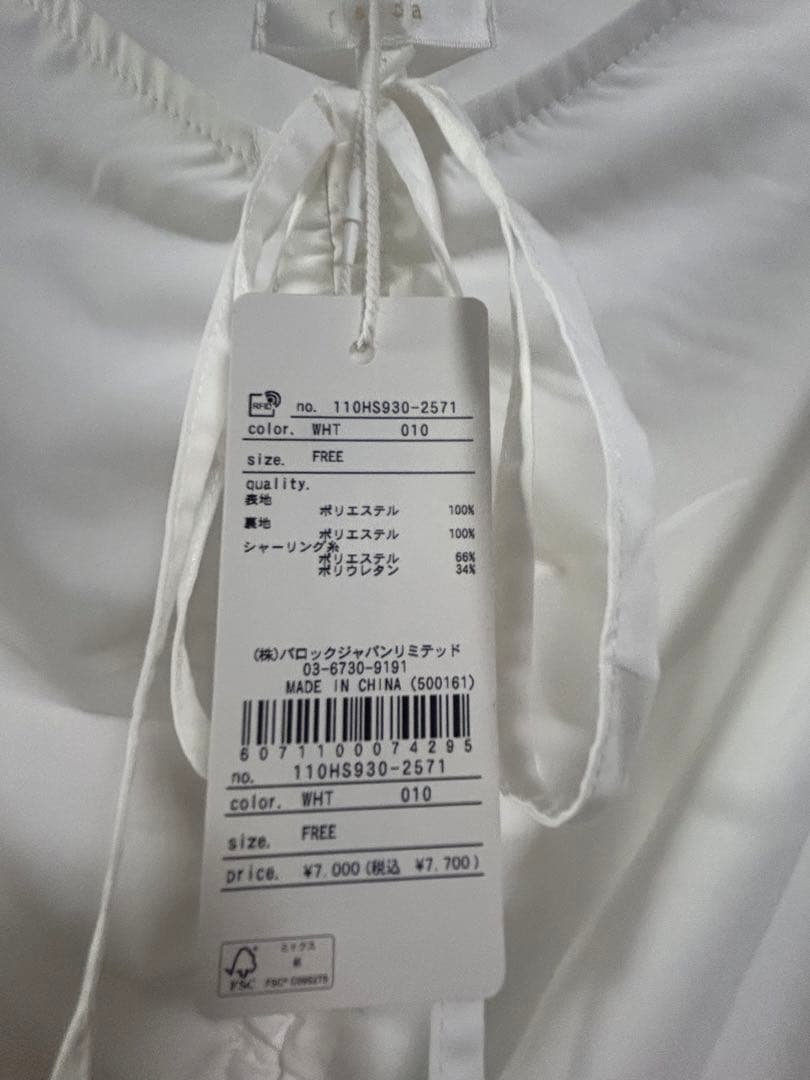 RFID
no. 110HS930-2571
color. WHT 010
size. FREE
quality.
表地
ポリエステル 100%
裏地
ポリエステル 100%
シャーリング糸
ポリエステル 66%
ポリウレタン 34%
(株)バロックジャパンリミテッド
03-6730-9191
MADE IN CHINA (500161)
6071100074295
no. 110HS930-2571
color. WHT 010
size. FREE
price. ¥7.000(税込 ¥7.700)
ミックス
紙
FSC
FSC®